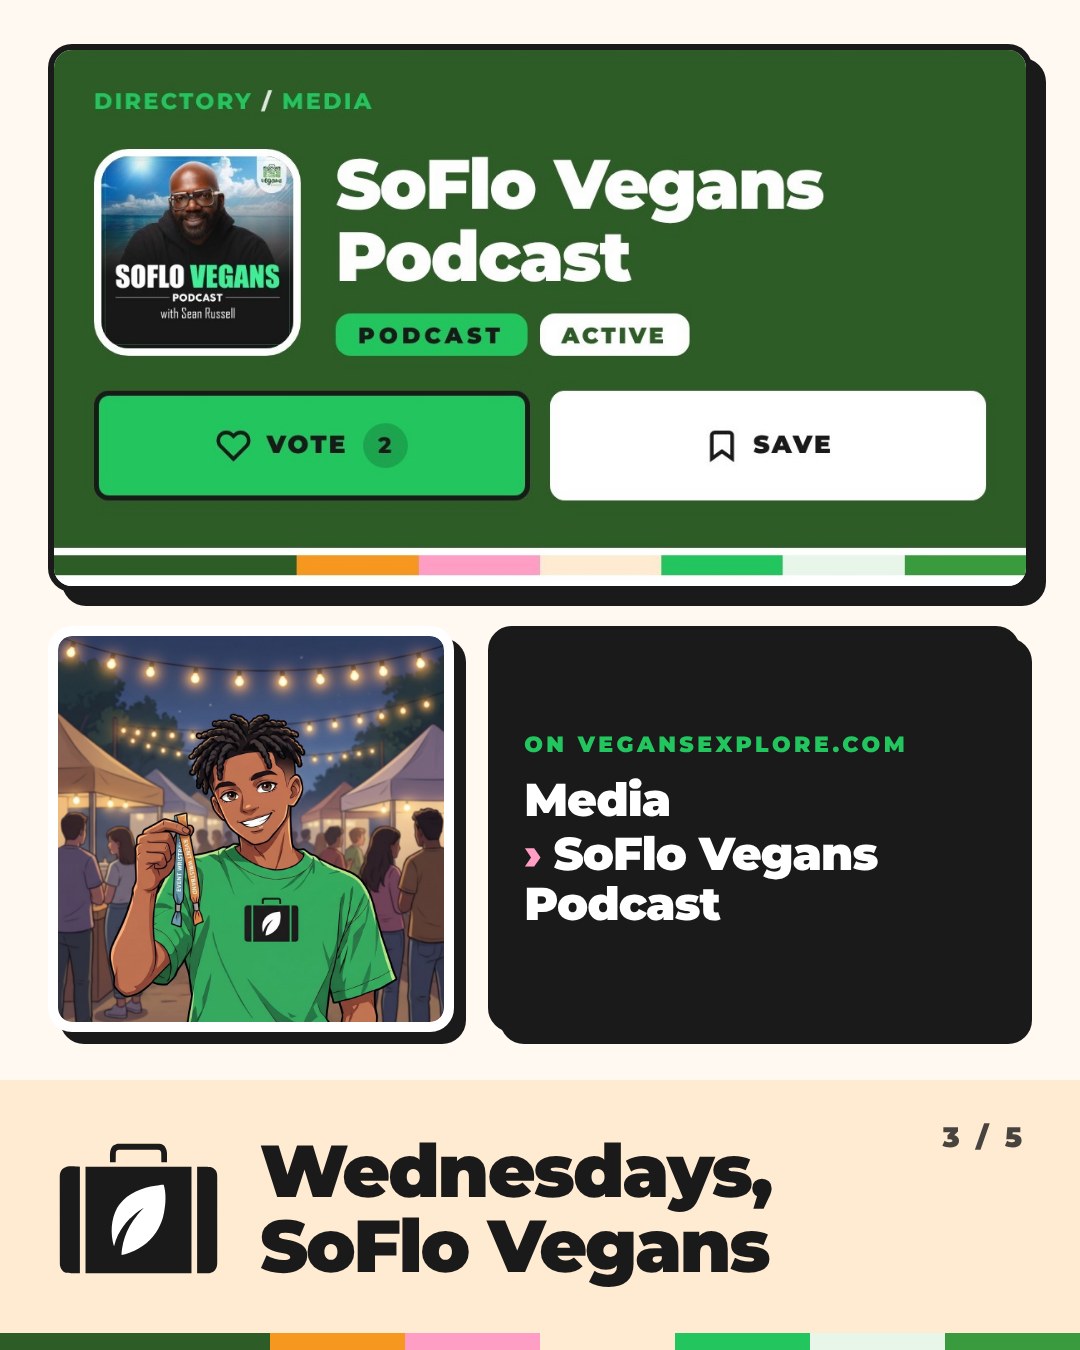 DIRECTORY / MEDIA
SOFLO VEGANS
PODCAST
with Sean Russell
SoFlo Vegans
Podcast
PODCAST
ACTIVE
VOTE 2
SAVE
ON VEGANSEXPLORE.COM
Media
› SoFlo Vegans
Podcast
3 / 5
Wednesdays,
SoFlo Vegans